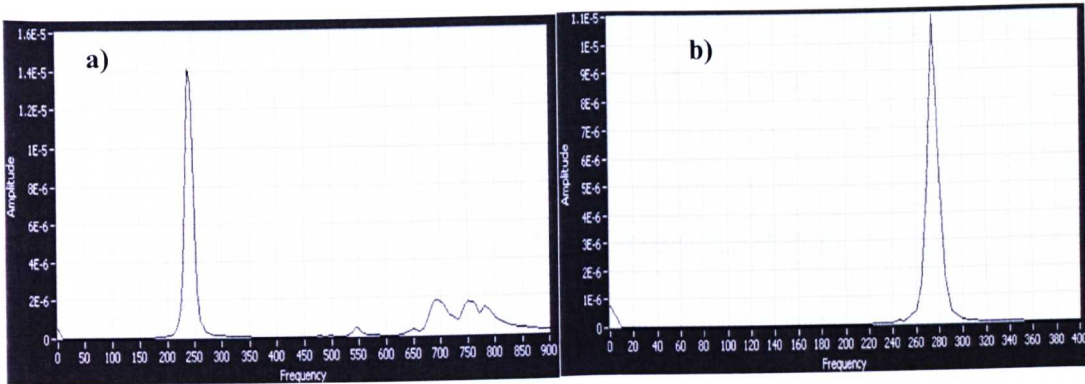 a)
1.6E-5
1.4E-5
1.2E-5
1E-5
8E-6
6E-6
4E-6
2E-6
0
Amplitude
0 50 100 150 200 250 300 350 400 450 500 550 600 650 700 750 800 850 900
Frequency
b)
1.1E-5
1E-5
9E-6
8E-6
7E-6
6E-6
5E-6
4E-6
3E-6
2E-6
1E-6
0
Amplitude
0 20 40 60 80 100 120 140 160 180 200 220 240 260 280 300 320 340 360 380 400
Frequency